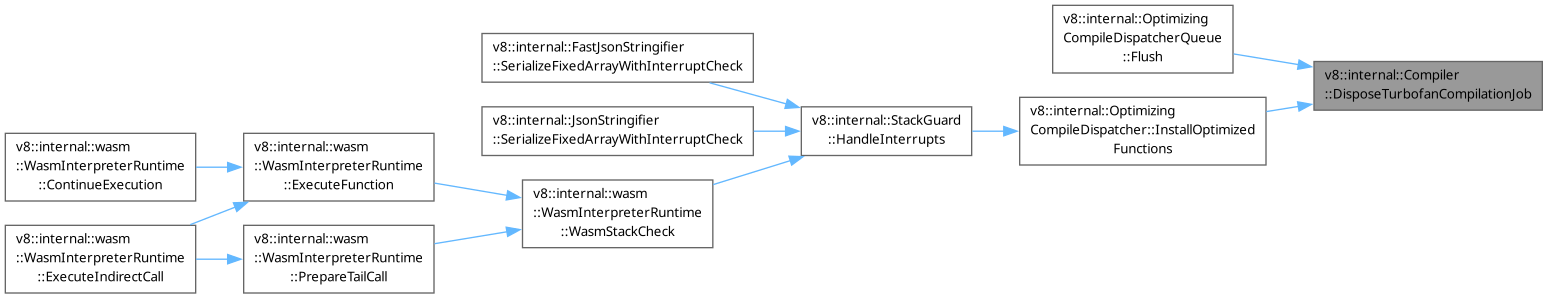 v8::internal::Optimizing
CompileDispatcherQueue
::Flush
v8::internal::FastJsonStringifier
::SerializeFixedArrayWithInterruptCheck
v8::internal::Compiler
::DisposeTurbofanCompilationJob
v8::internal::JsonStringifier
::SerializeFixedArrayWithInterruptCheck
v8::internal::StackGuard
::HandleInterrupts
v8::internal::Optimizing
CompileDispatcher::InstallOptimized
Functions
v8::internal::wasm
::WasmInterpreterRuntime
::ContinueExecution
v8::internal::wasm
::WasmInterpreterRuntime
::ExecuteFunction
v8::internal::wasm
::WasmInterpreterRuntime
::WasmStackCheck
v8::internal::wasm
::WasmInterpreterRuntime
::ExecuteIndirectCall
v8::internal::wasm
::WasmInterpreterRuntime
::PrepareTailCall